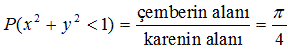 P(x² + y² < 1) = çemberin alanı / karenin alanı = π / 4